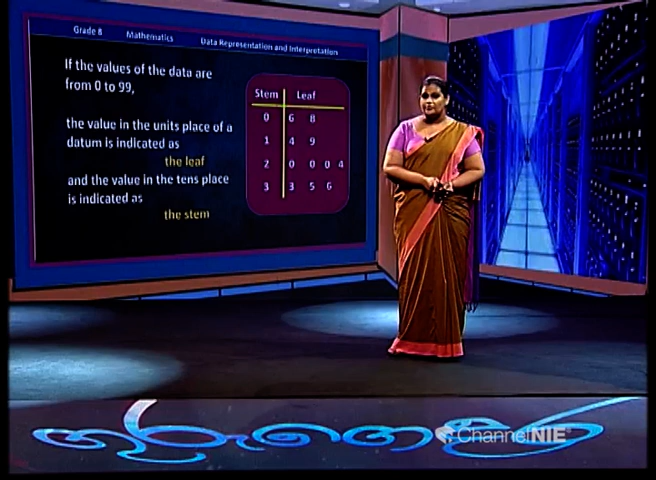 Grade 8 Mathematics Data Representation and Interpretation
If the values of the data are
from 0 to 99,
the value in the units place of a
datum is indicated as
the leaf
and the value in the tens place
is indicated as
the stem
Stem Leaf
0 6 8
1 4 9
2 0 0 0 4
3 3 5 6
ගුරුගෙදර
ChannelNIE